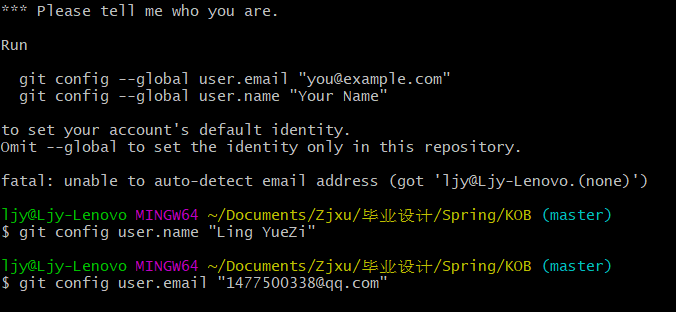 *** Please tell me who you are.
Run
git config --global user.email "you@example.com"
git config --global user.name "Your Name"
to set your account's default identity.
Omit --global to set the identity only in this repository.
fatal: unable to auto-detect email address (got 'ljy@Ljy-Lenovo.(none)')
ljy@Ljy-Lenovo MINGW64 ~/Documents/Zjxu/毕业设计/Spring/KOB (master)
$ git config user.name "Ling YueZi"
ljy@Ljy-Lenovo MINGW64 ~/Documents/Zjxu/毕业设计/Spring/KOB (master)
$ git config user.email "1477500338@qq.com"